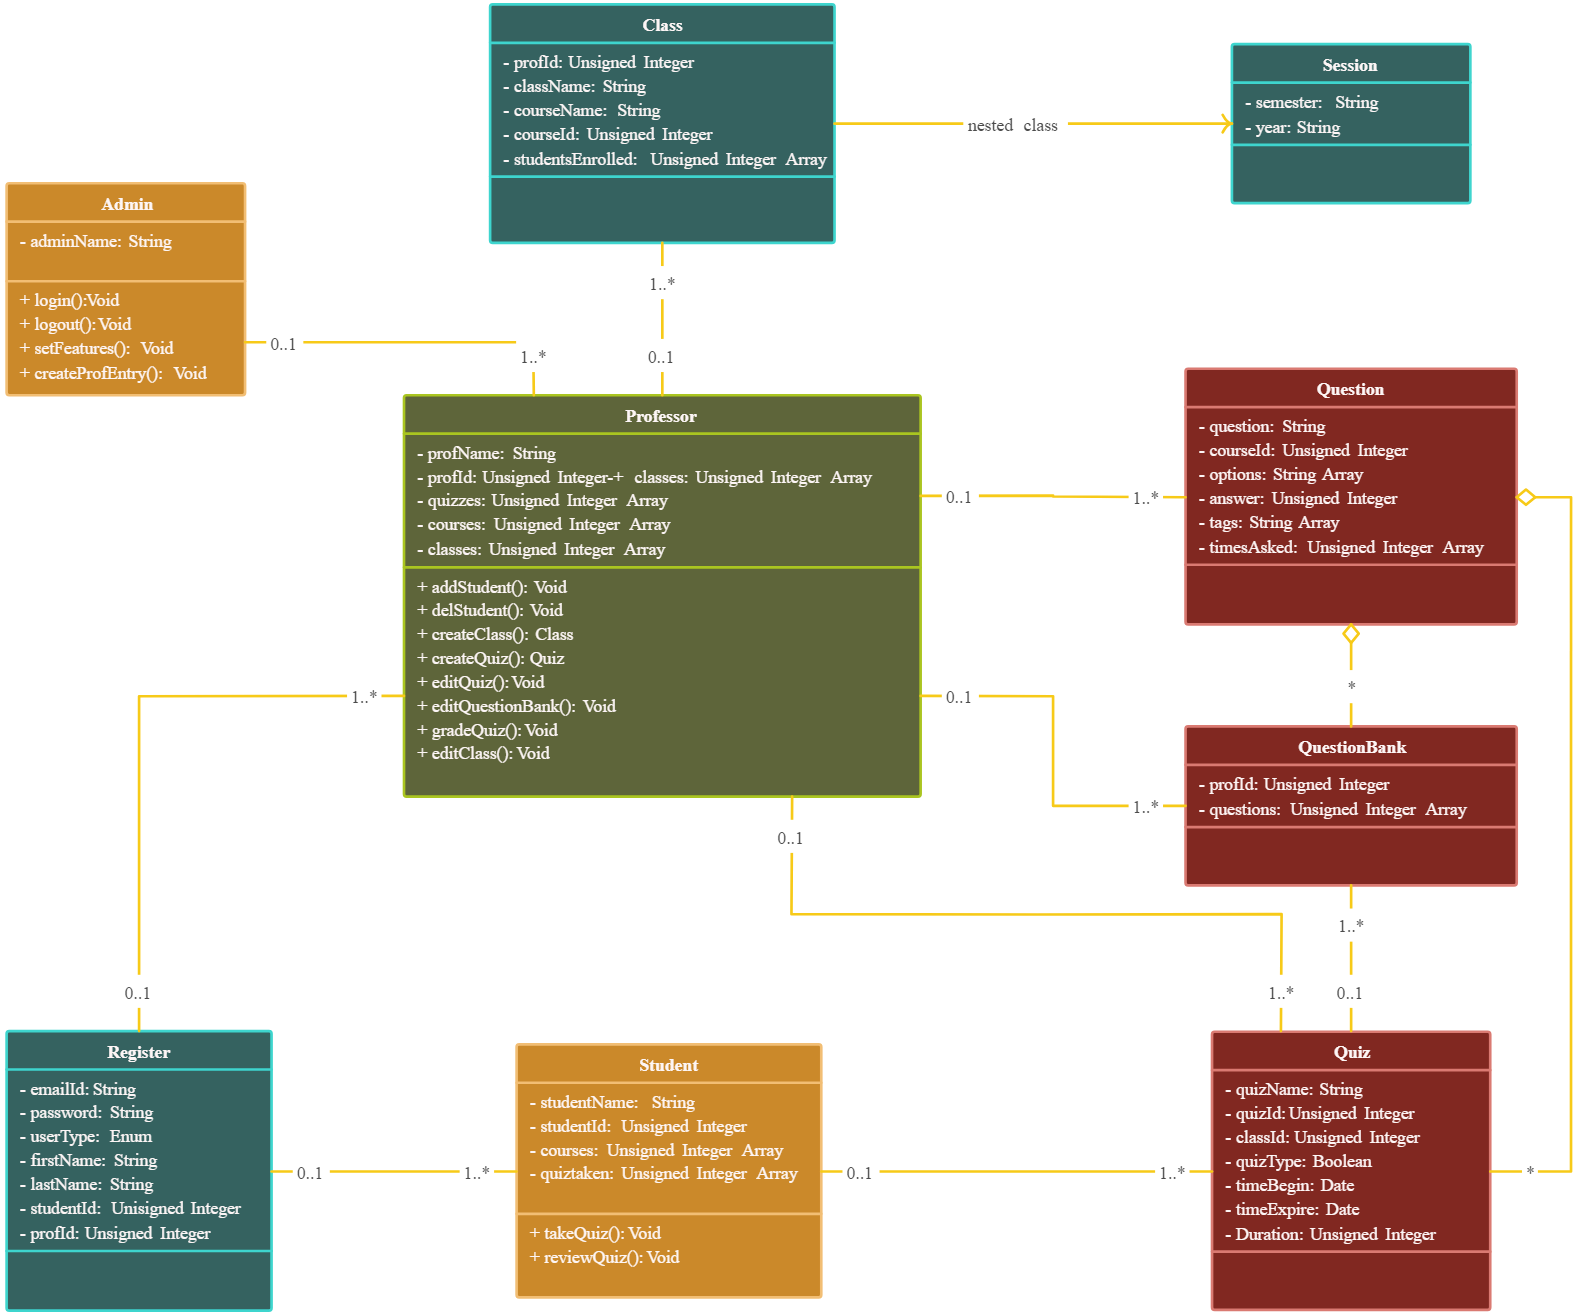 Class
- profId: Unsigned Integer
- className: String
- courseName: String
- courseId: Unsigned Integer
- studentsEnrolled: Unsigned Integer Array
nested class
Session
- semester: String
- year: String
Admin
- adminName: String
+ login():Void
+ logout():Void
+ setFeatures(): Void
+ createProfEntry(): Void
0..1
1..*
1..*
0..1
Professor
- profName: String
- profId: Unsigned Integer-+ classes: Unsigned Integer Array
- quizzes: Unsigned Integer Array
- courses: Unsigned Integer Array
- classes: Unsigned Integer Array
+ addStudent(): Void
+ delStudent(): Void
+ createClass(): Class
+ createQuiz(): Quiz
+ editQuiz():Void
+ editQuestionBank(): Void
+ gradeQuiz():Void
+ editClass():Void
0..1
1..*
Question
- question: String
- courseId: Unsigned Integer
- options: String Array
- answer: Unsigned Integer
- tags: String Array
- timesAsked: Unsigned Integer Array
*
0..1
1..*
QuestionBank
- profId: Unsigned Integer
- questions: Unsigned Integer Array
1..*
0..1
0..1
1..*
1..*
0..1
Register
- emailId: String
- password: String
- userType: Enum
- firstName: String
- lastName: String
- studentId: Unisigned Integer
- profId: Unsigned Integer
0..1
1..*
Student
- studentName: String
- studentId: Unsigned Integer
- courses: Unsigned Integer Array
- quiztaken: Unsigned Integer Array
+ takeQuiz():Void
+ reviewQuiz():Void
0..1
1..*
Quiz
- quizName: String
- quizId: Unsigned Integer
- classId: Unsigned Integer
- quizType: Boolean
- timeBegin: Date
- timeExpire: Date
- Duration: Unsigned Integer
*